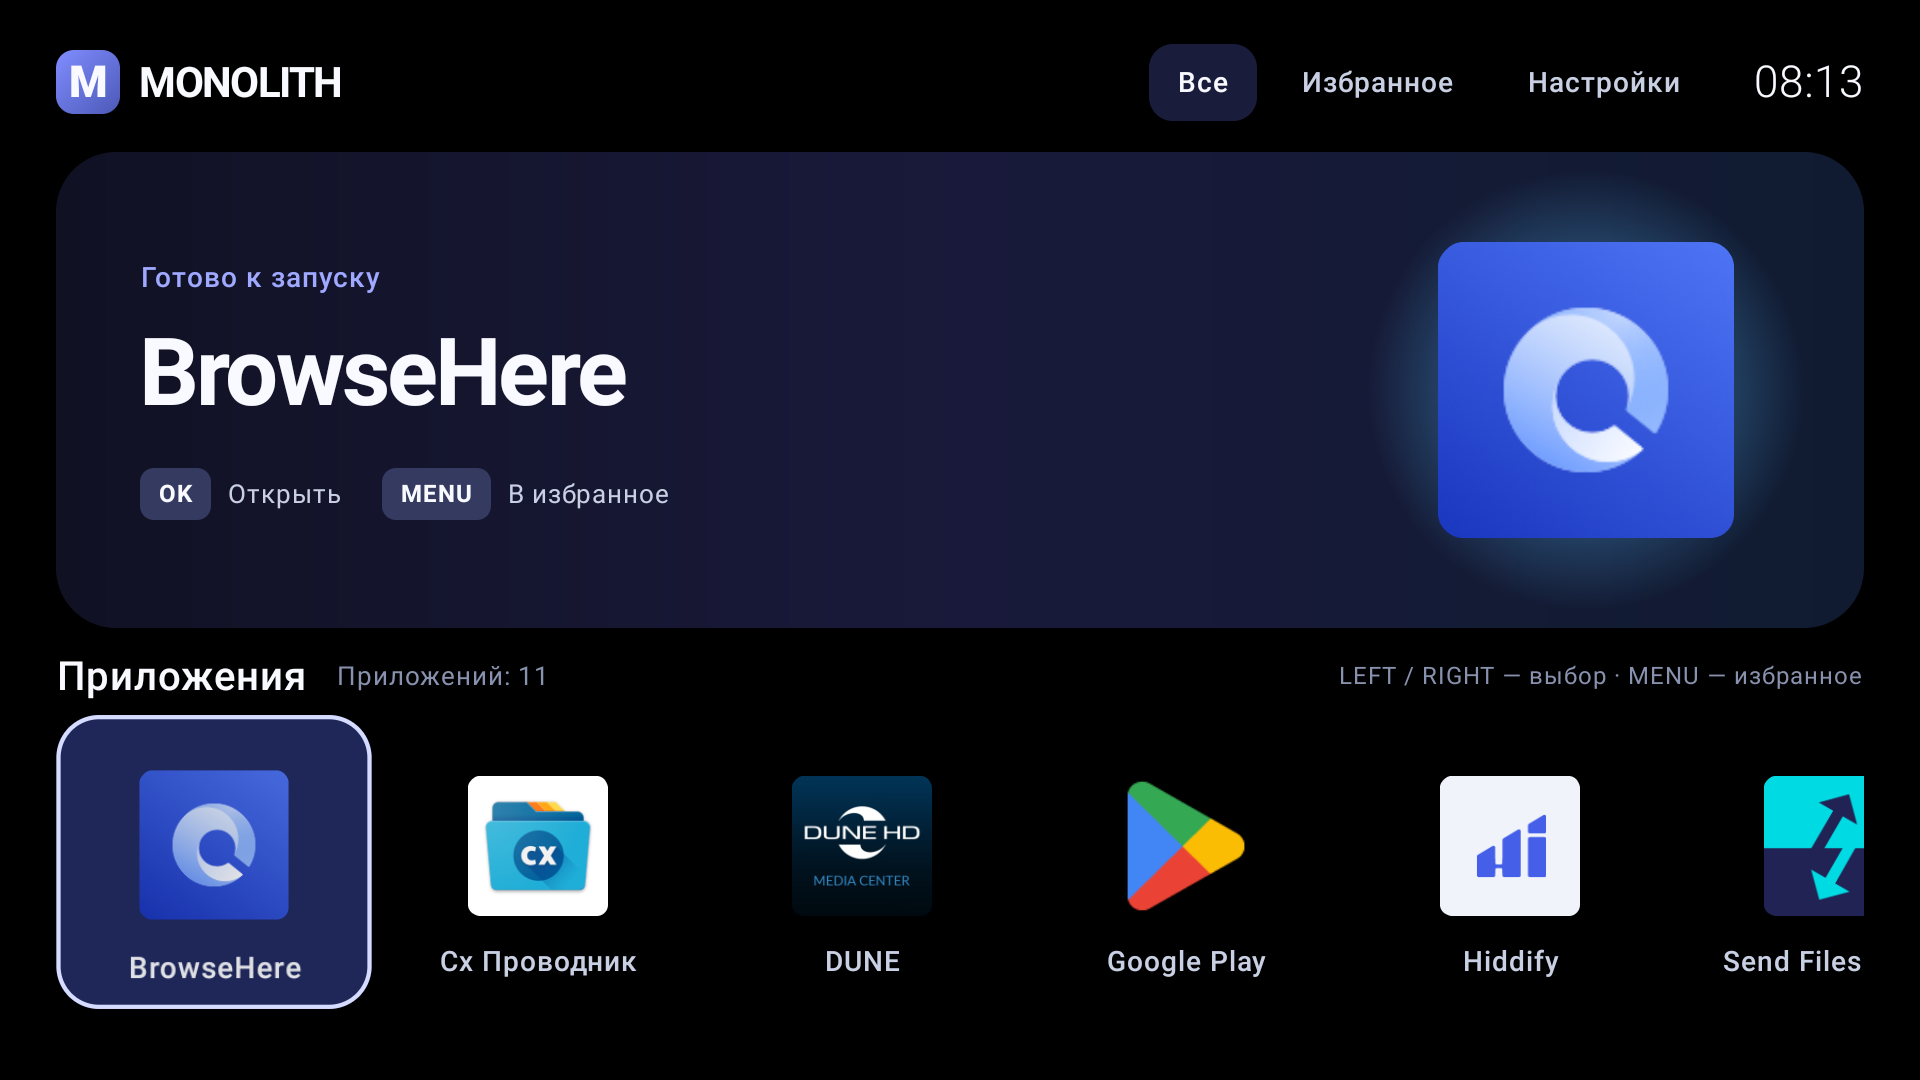 M MONOLITH
Все Избранное Настройки 08:13
Готово к запуску
BrowseHere
OK Открыть MENU В избранное
Приложения Приложений: 11 LEFT / RIGHT — выбор · MENU — избранное
CX
DUNE HD
MEDIA CENTER
BrowseHere Cx Проводник DUNE Google Play Hiddify Send Files